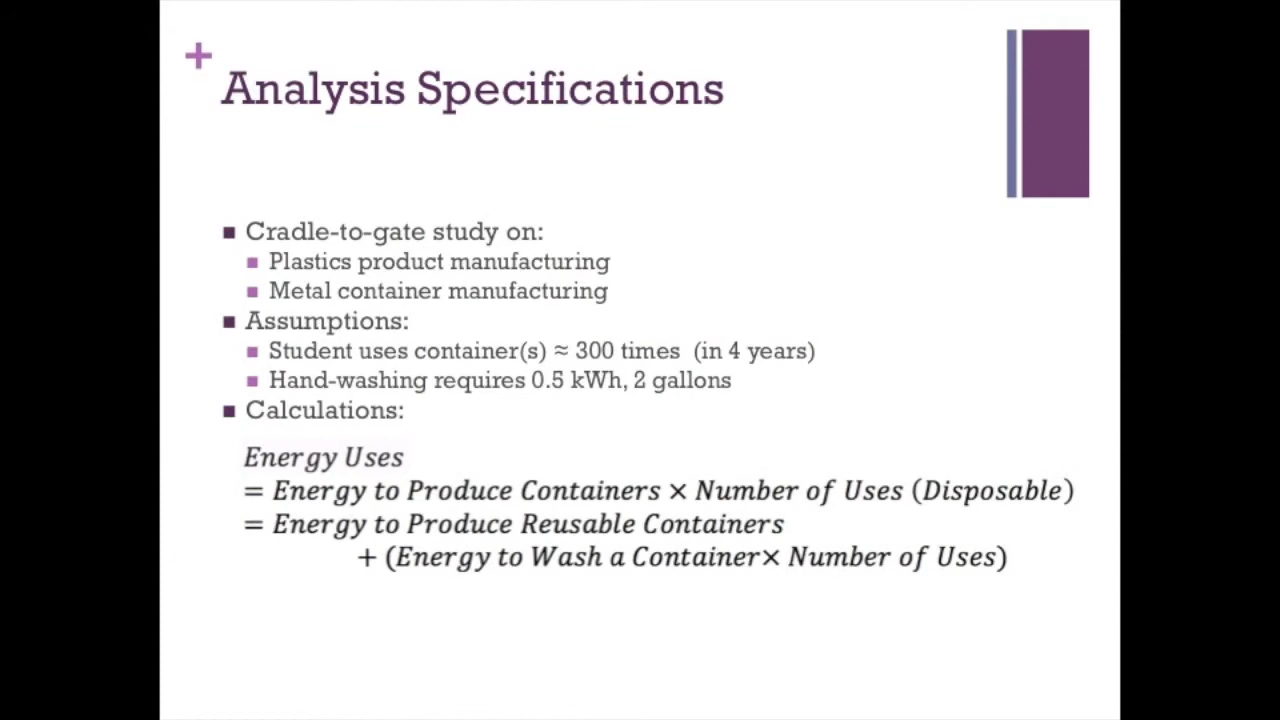 +
Analysis Specifications
Cradle-to-gate study on:
Plastics product manufacturing
Metal container manufacturing
Assumptions:
Student uses container(s) ≈ 300 times (in 4 years)
Hand-washing requires 0.5 kWh, 2 gallons
Calculations:
Energy Uses
= Energy to Produce Containers × Number of Uses (Disposable)
= Energy to Produce Reusable Containers
+ (Energy to Wash a Container× Number of Uses)